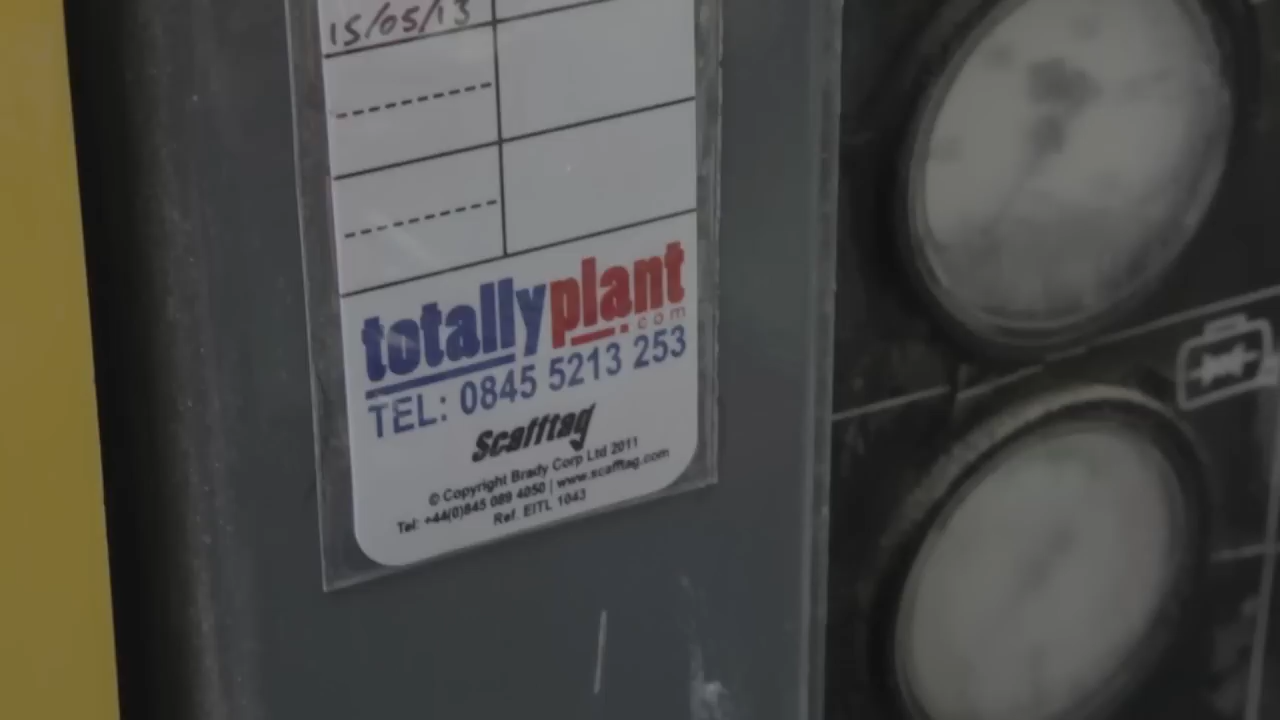 15/05/13
totallyplant
.com
TEL: 0845 5213 253
Scafftag
© Copyright Brady Corp Ltd 2011
Tel: +44(0)845 089 4050 | www.scafftag.com
Ref. EITL 1043